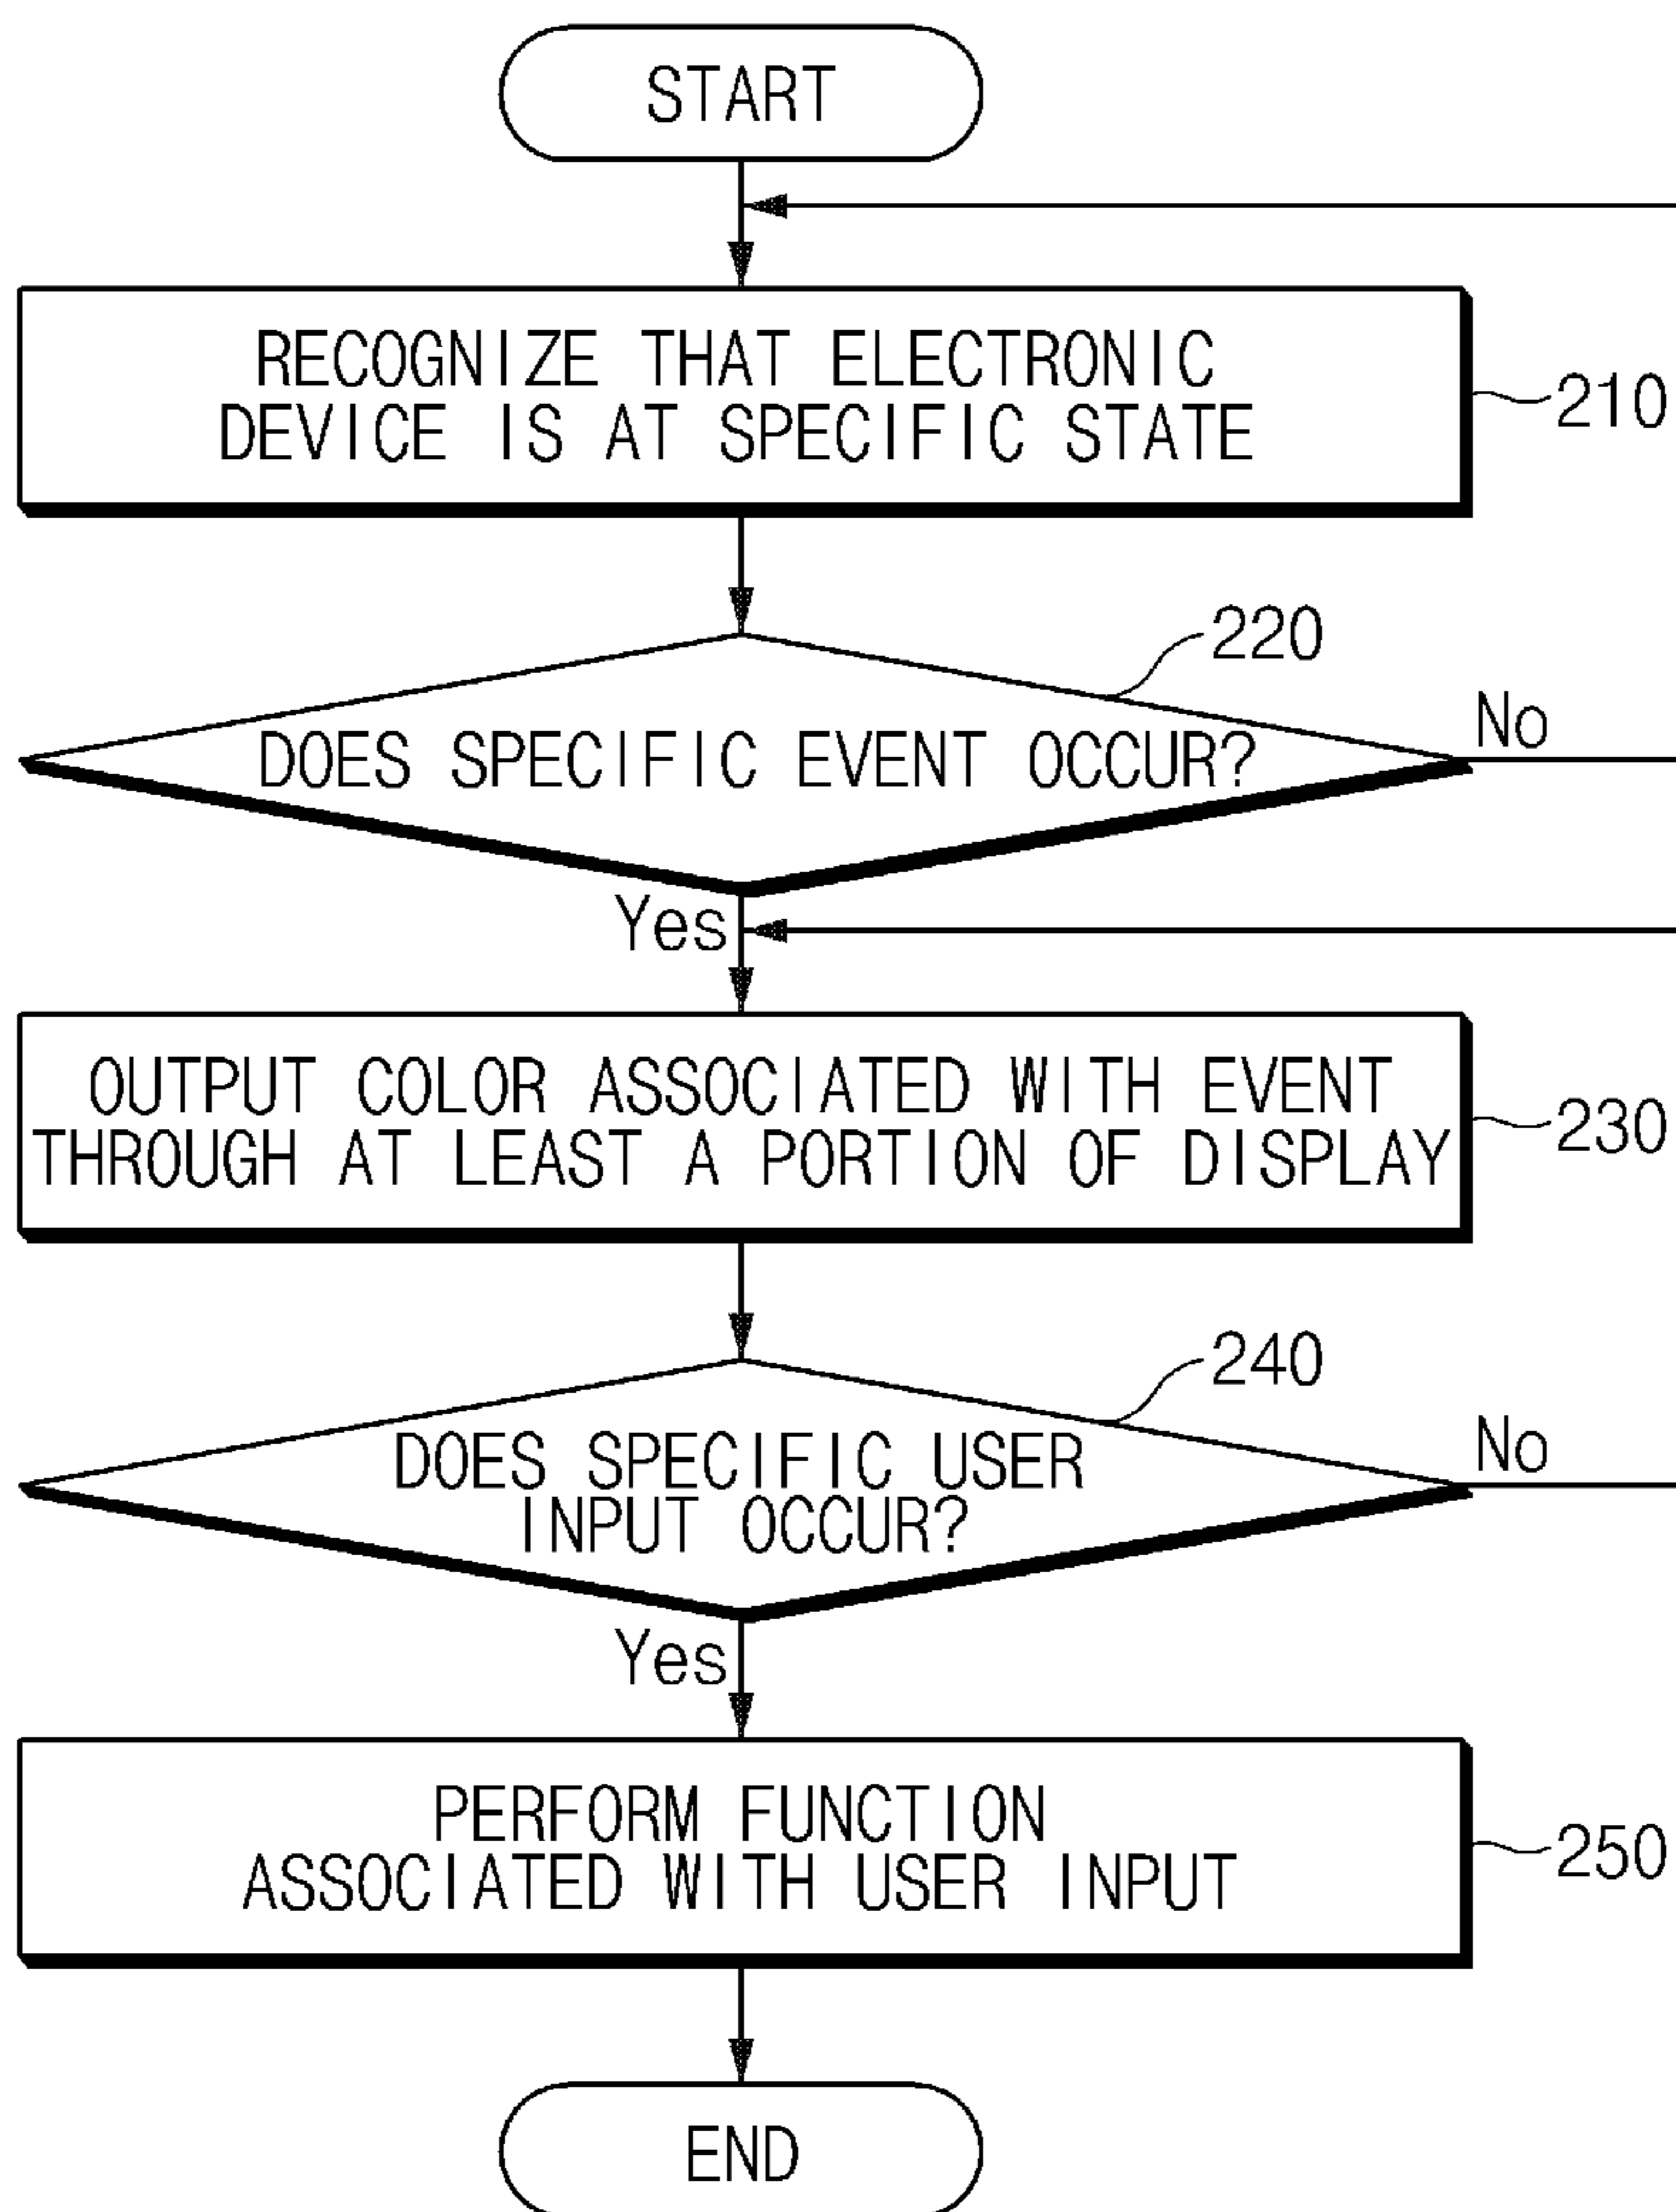 START
RECOGNIZE THAT ELECTRONIC
DEVICE IS AT SPECIFIC STATE
210
220
DOES SPECIFIC EVENT OCCUR?
No
Yes
OUTPUT COLOR ASSOCIATED WITH EVENT
THROUGH AT LEAST A PORTION OF DISPLAY
230
240
DOES SPECIFIC USER
INPUT OCCUR?
No
Yes
PERFORM FUNCTION
ASSOCIATED WITH USER INPUT
250
END